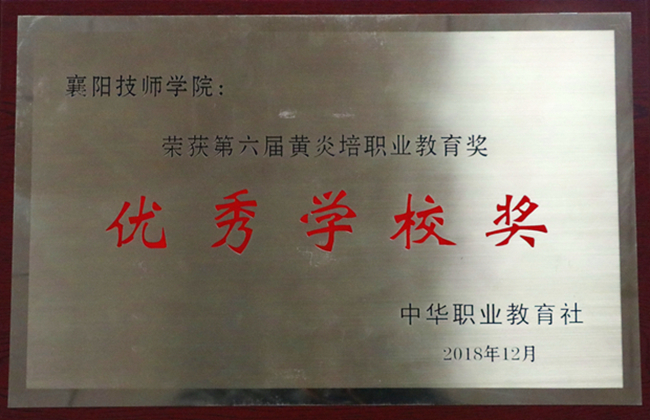 襄阳技师学院：
荣获第六届黄炎培职业教育奖
优秀学校奖
中华职业教育社
2018年12月